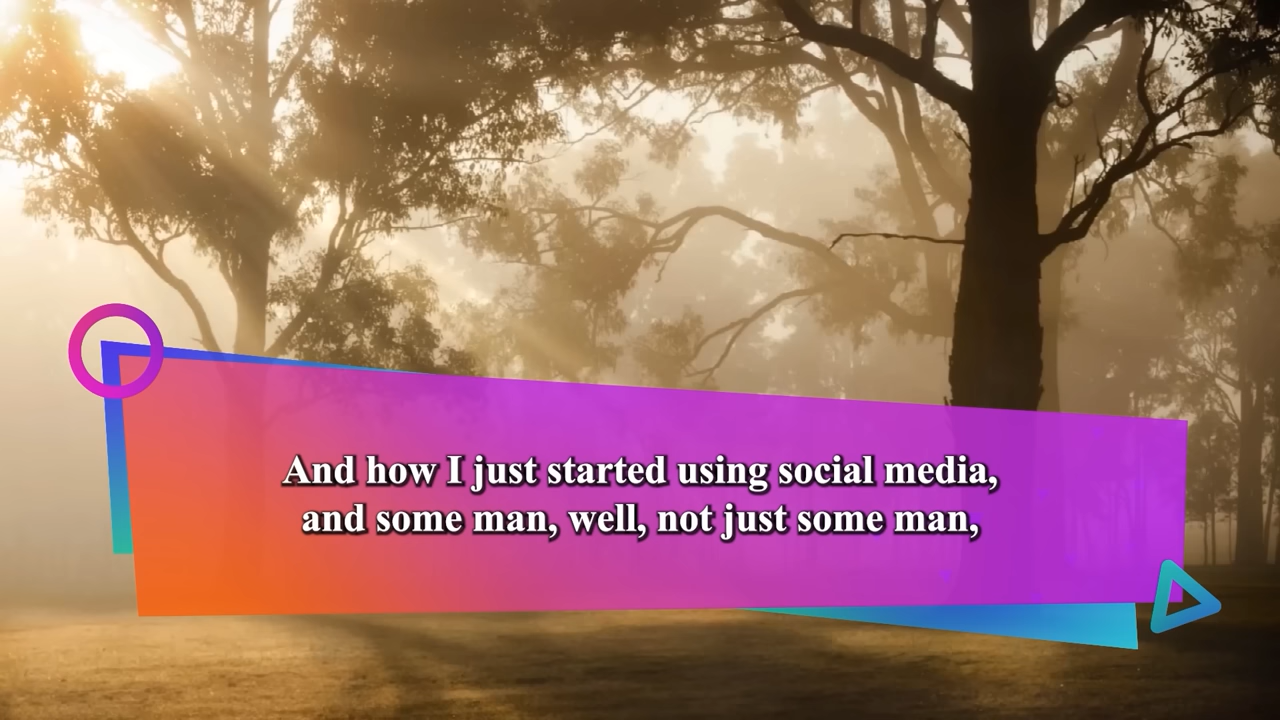 And how I just started using social media,
and some man, well, not just some man,